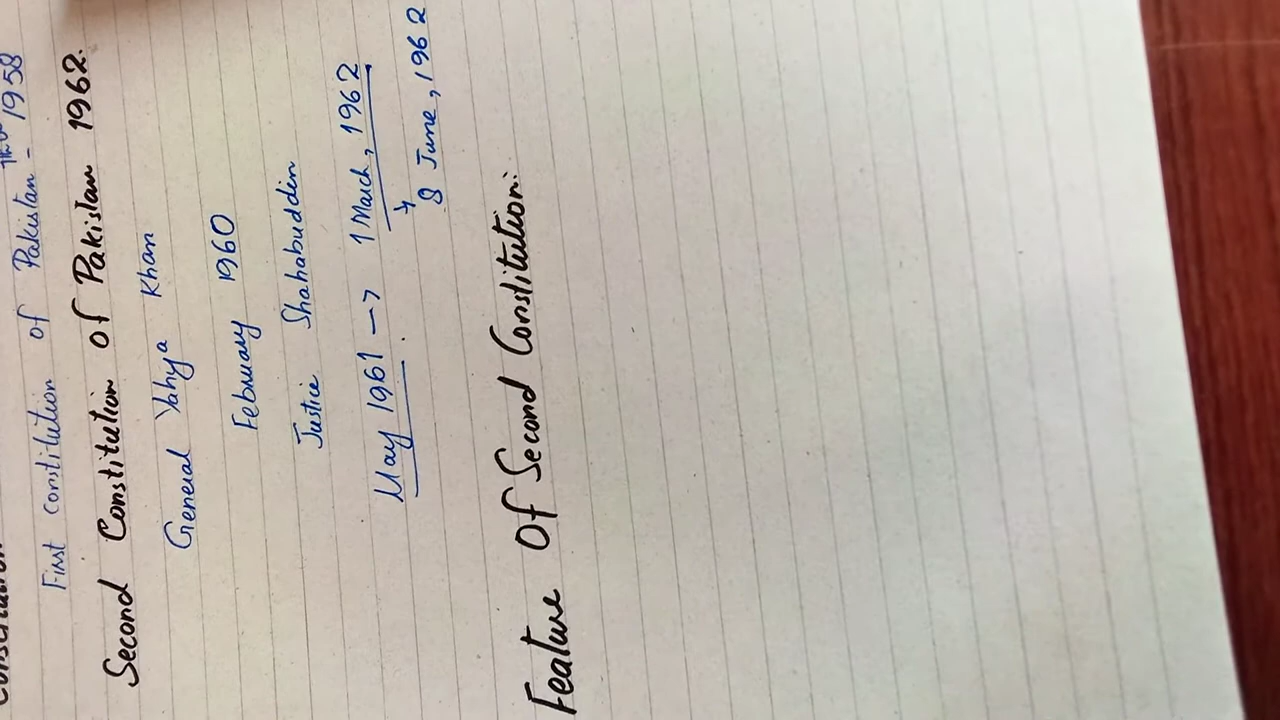 First constitution of Pakistan - 1958
Second Constitution of Pakistan 1962.
General Yahya Khan
February 1960
Justice Shahabuddin
May 1961 → 1 March, 1962
8 June, 1962
Feature Of Second Constitution: